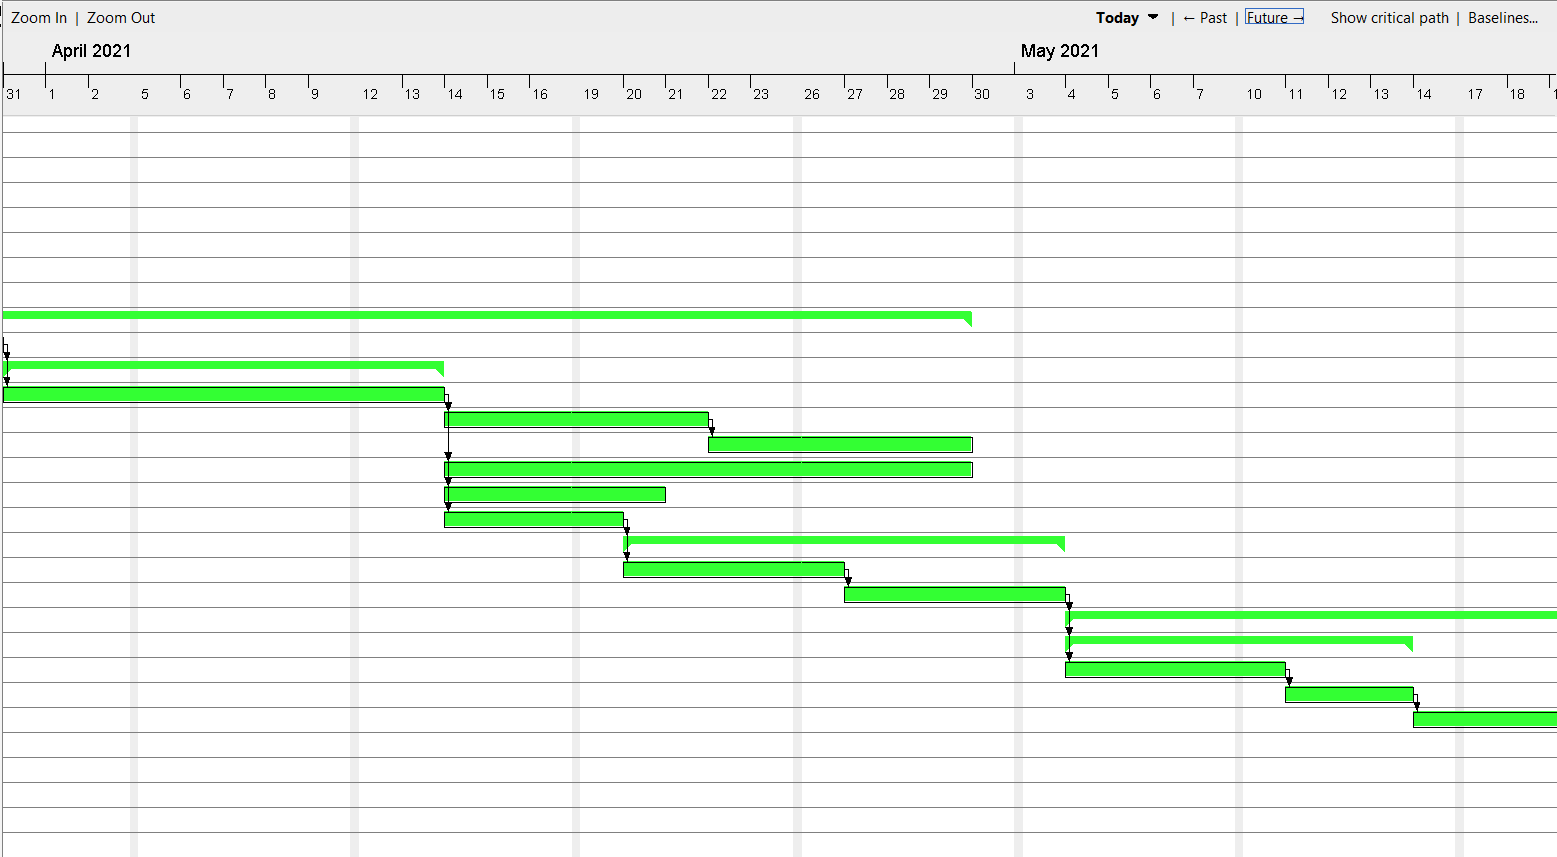 Zoom In | Zoom Out Today ← Past | Future → Show critical path | Baselines...
April 2021 May 2021
31 1 2 5 6 7 8 9 12 13 14 15 16 19 20 21 22 23 26 27 28 29 30 3 4 5 6 7 10 11 12 13 14 17 18